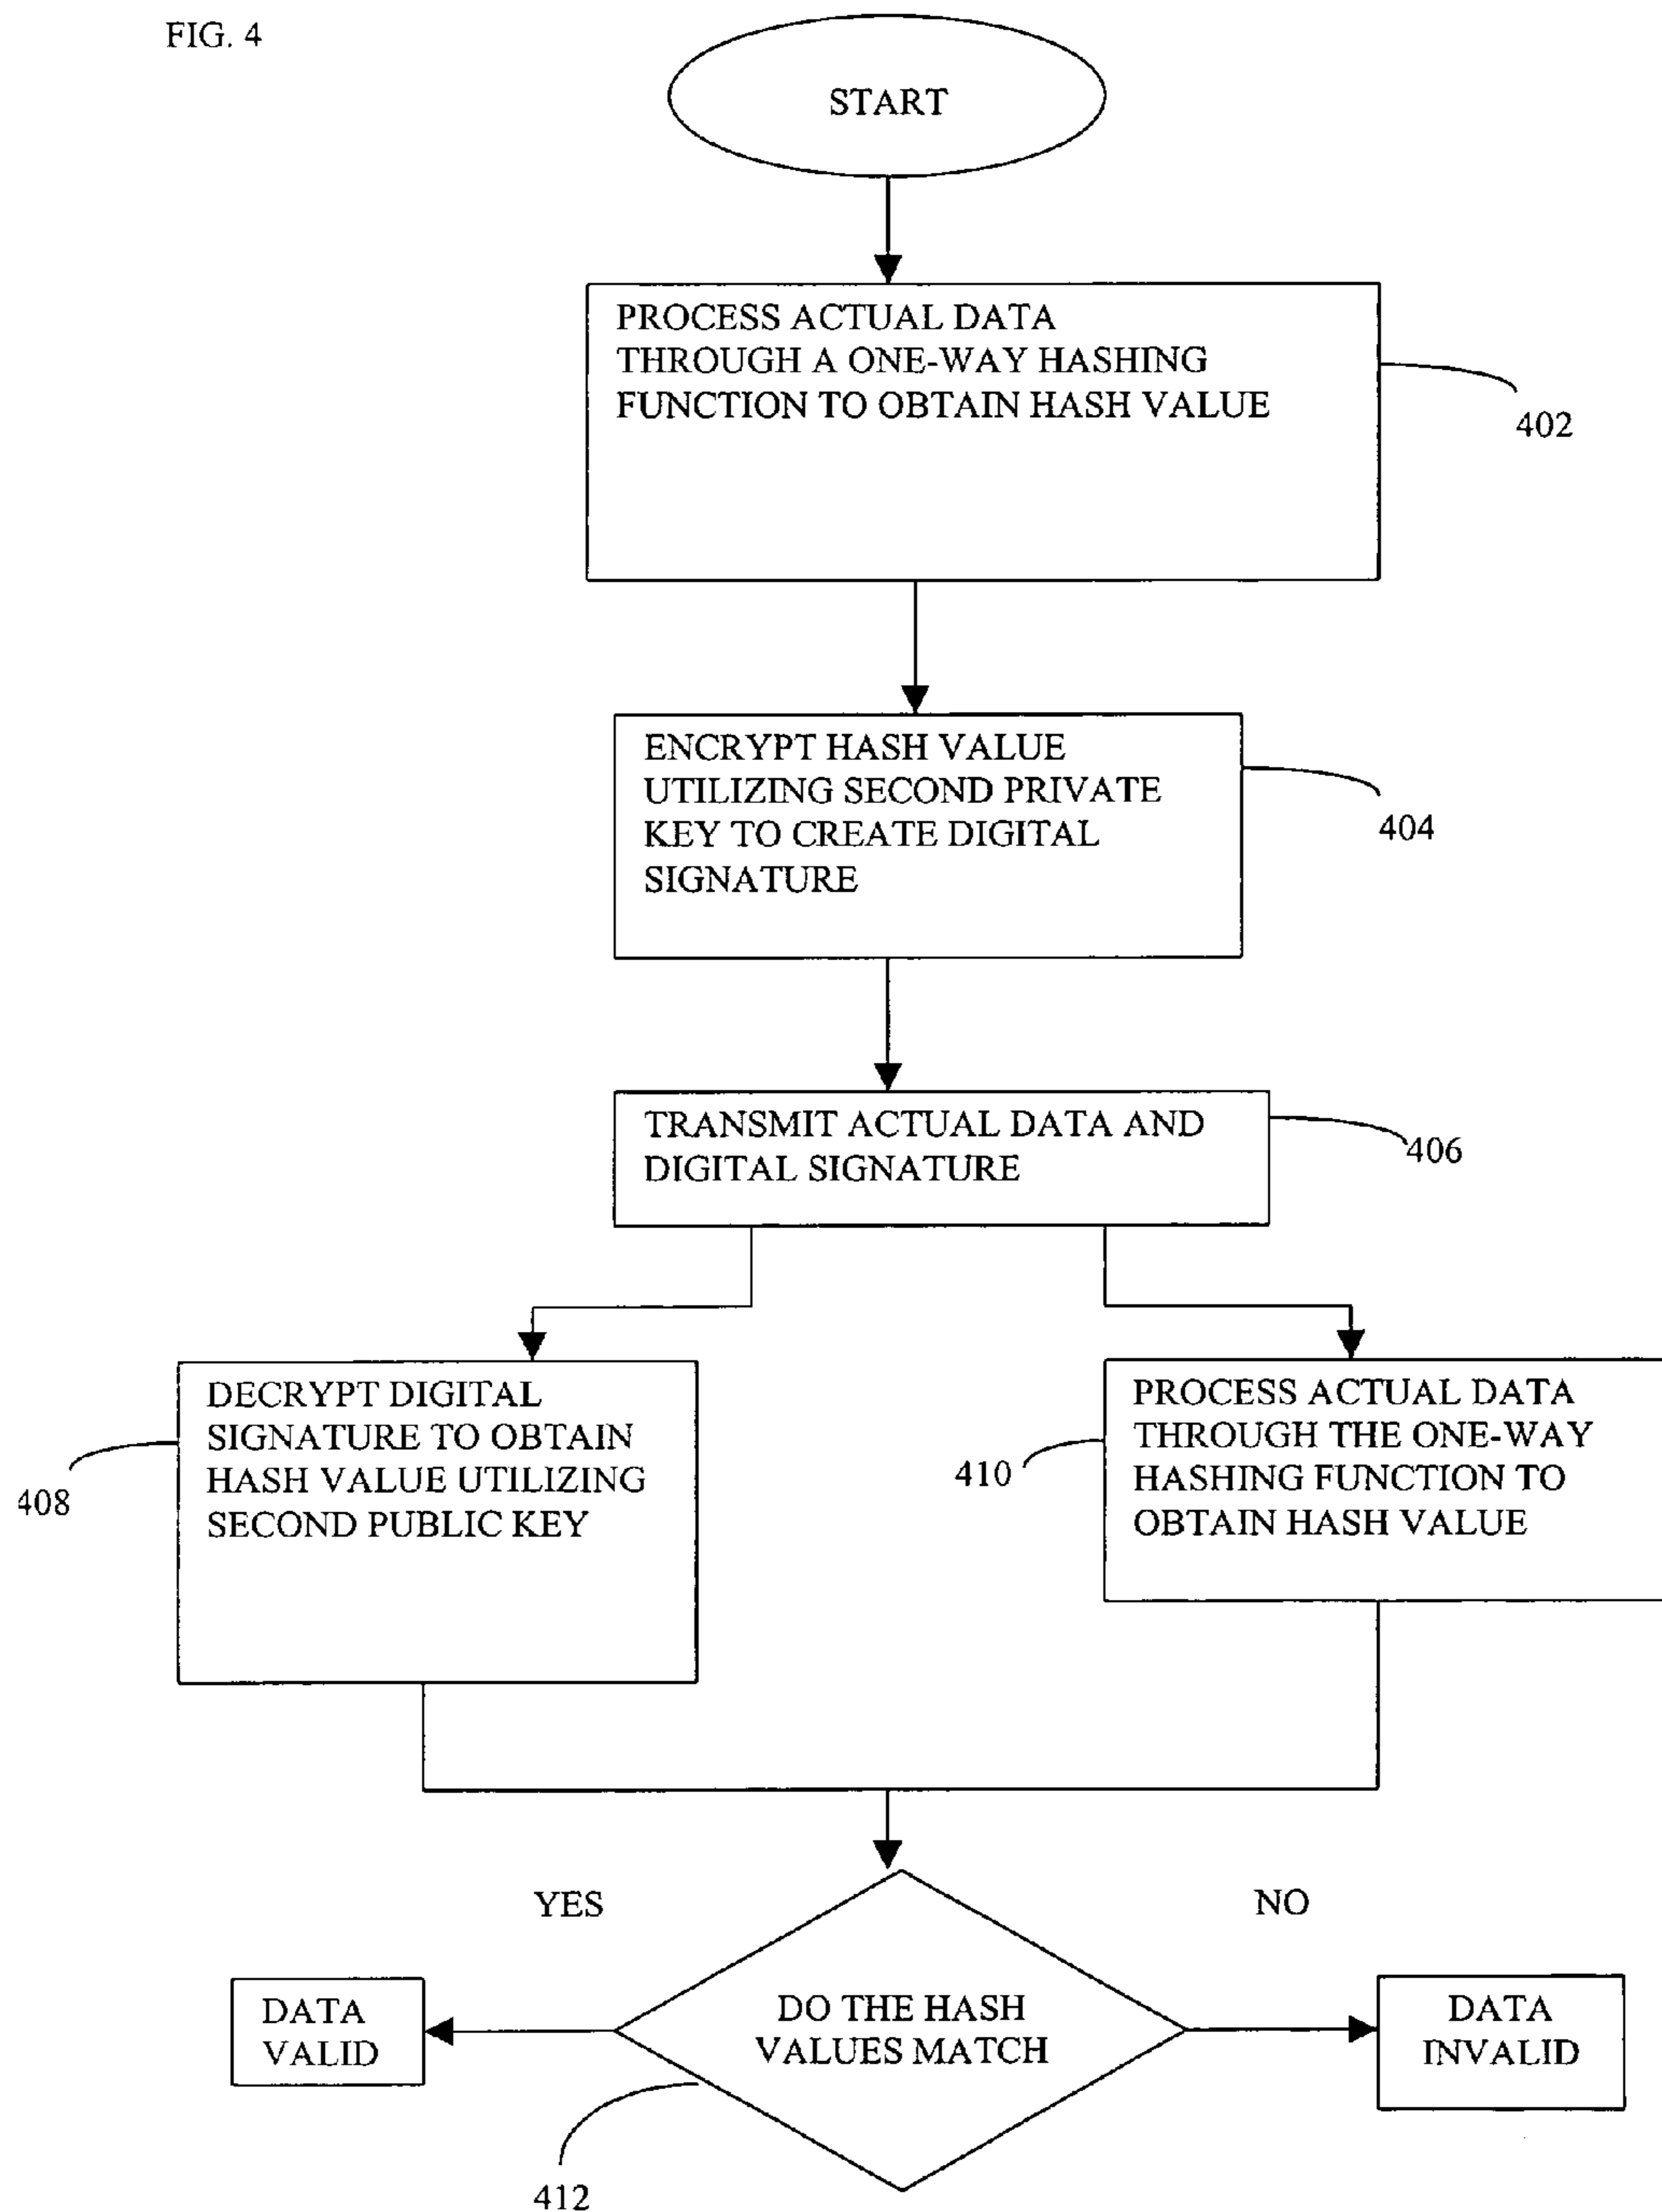 FIG. 4
START
PROCESS ACTUAL DATA
THROUGH A ONE-WAY HASHING
FUNCTION TO OBTAIN HASH VALUE
402
ENCRYPT HASH VALUE
UTILIZING SECOND PRIVATE
KEY TO CREATE DIGITAL
SIGNATURE
404
TRANSMIT ACTUAL DATA AND
DIGITAL SIGNATURE
406
DECRYPT DIGITAL
SIGNATURE TO OBTAIN
HASH VALUE UTILIZING
SECOND PUBLIC KEY
408
PROCESS ACTUAL DATA
THROUGH THE ONE-WAY
HASHING FUNCTION TO
OBTAIN HASH VALUE
410
YES
NO
DATA
VALID
DO THE HASH
VALUES MATCH
DATA
INVALID
412